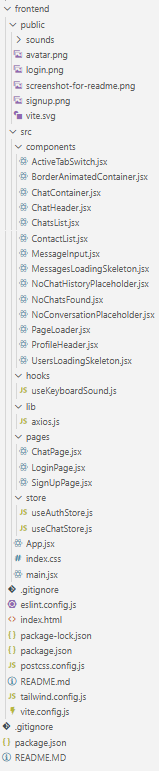 frontend
public
sounds
avatar.png
login.png
screenshot-for-readme.png
signup.png
vite.svg
src
components
ActiveTabSwitch.jsx
BorderAnimatedContainer.jsx
ChatContainer.jsx
ChatHeader.jsx
ChatsList.jsx
ContactList.jsx
MessageInput.jsx
MessagesLoadingSkeleton.jsx
NoChatHistoryPlaceholder.jsx
NoChatsFound.jsx
NoConversationPlaceholder.jsx
PageLoader.jsx
ProfileHeader.jsx
UsersLoadingSkeleton.jsx
hooks
useKeyboardSound.js
lib
axios.js
pages
ChatPage.jsx
LoginPage.jsx
SignUpPage.jsx
store
useAuthStore.js
useChatStore.js
App.jsx
index.css
main.jsx
.gitignore
eslint.config.js
index.html
package-lock.json
package.json
postcss.config.js
README.md
tailwind.config.js
vite.config.js
.gitignore
package.json
README.MD